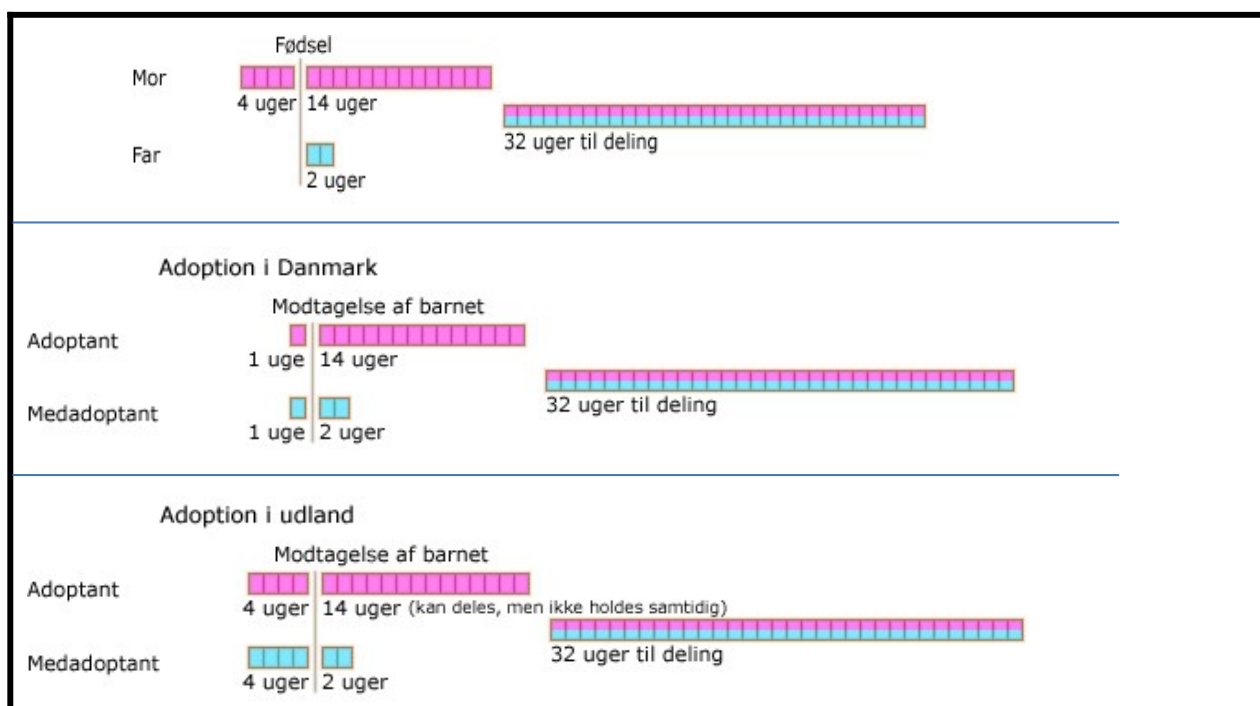 Fødsel
Mor
4 uger 14 uger
32 uger til deling
Far
2 uger
Adoption i Danmark
Modtagelse af barnet
Adoptant
1 uge 14 uger
32 uger til deling
Medadoptant
1 uge 2 uger
Adoption i udland
Modtagelse af barnet
Adoptant
4 uger 14 uger (kan deles, men ikke holdes samtidig)
32 uger til deling
Medadoptant
4 uger 2 uger